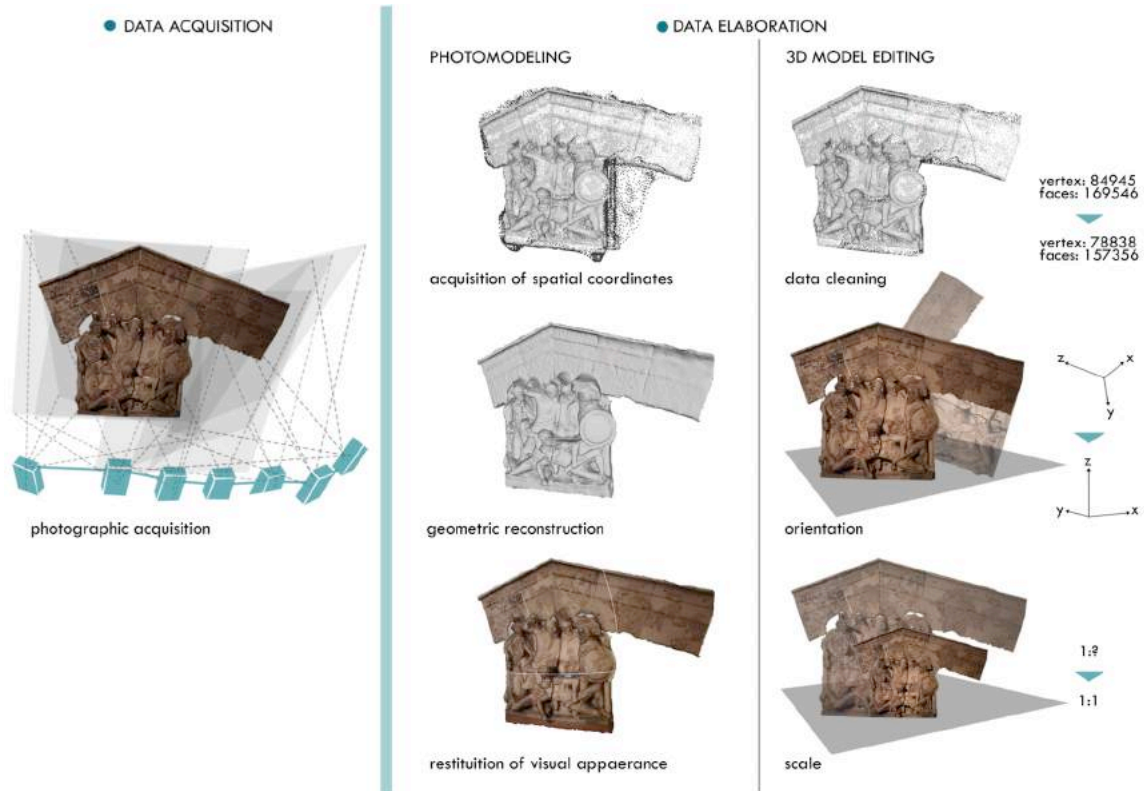 DATA ACQUISITION
photographic acquisition
DATA ELABORATION
PHOTOMODELING
acquisition of spatial coordinates
geometric reconstruction
restituition of visual appaerance
3D MODEL EDITING
vertex: 84945
faces: 169546
vertex: 78838
faces: 157356
data cleaning
z
x
y
z
y
x
orientation
1:?
1:1
scale